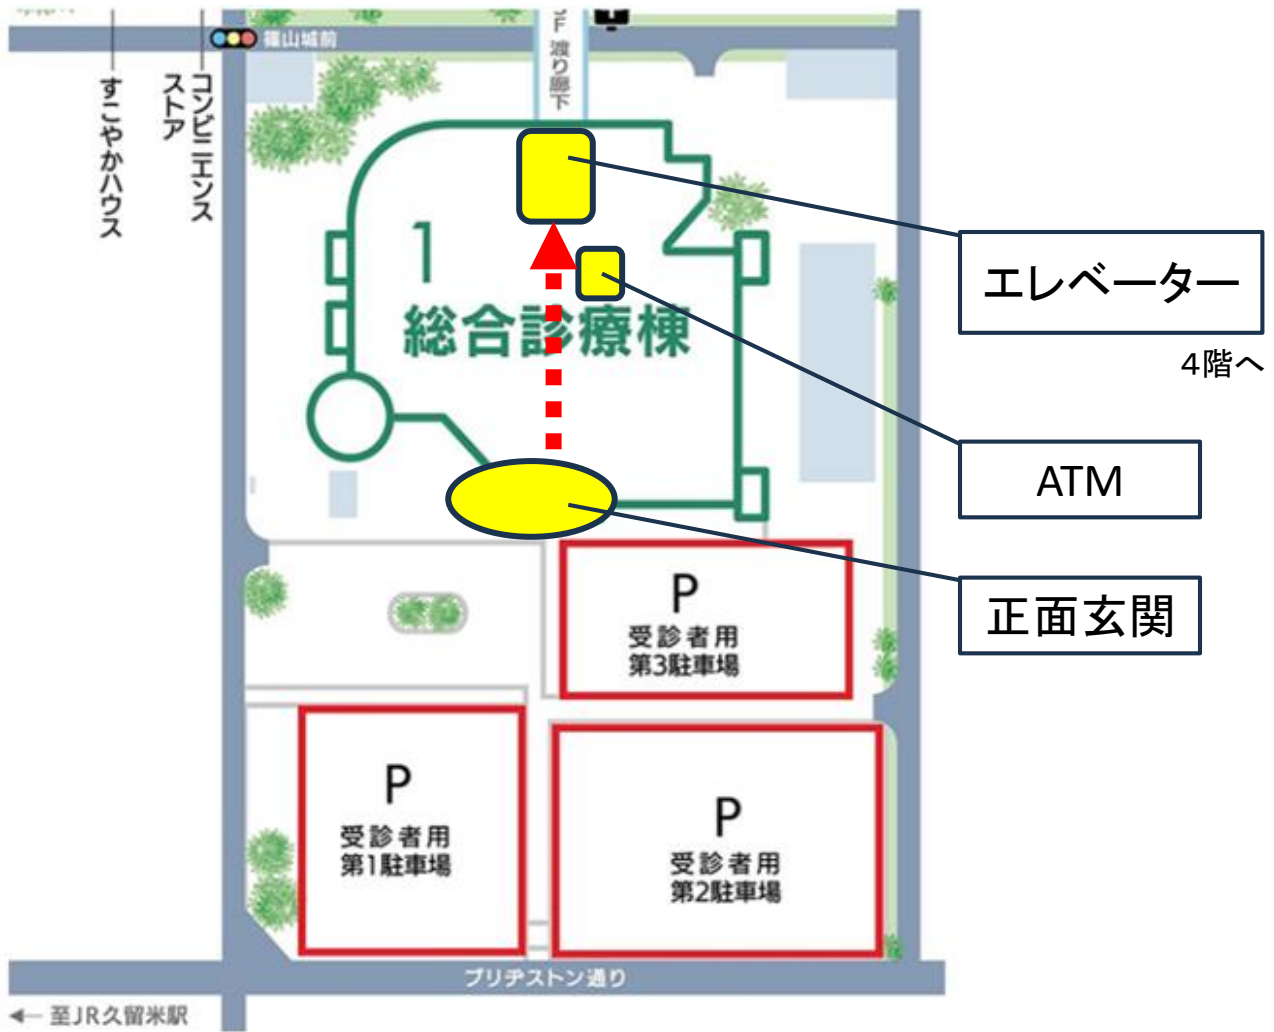 篠山城前
渡り廊下
コンビニエンス
ストア
すこやかハウス
1
総合診療棟
エレベーター
4階へ
ATM
正面玄関
P
受診者用
第3駐車場
P
受診者用
第1駐車場
P
受診者用
第2駐車場
ブリヂストン通り
← 至JR久留米駅